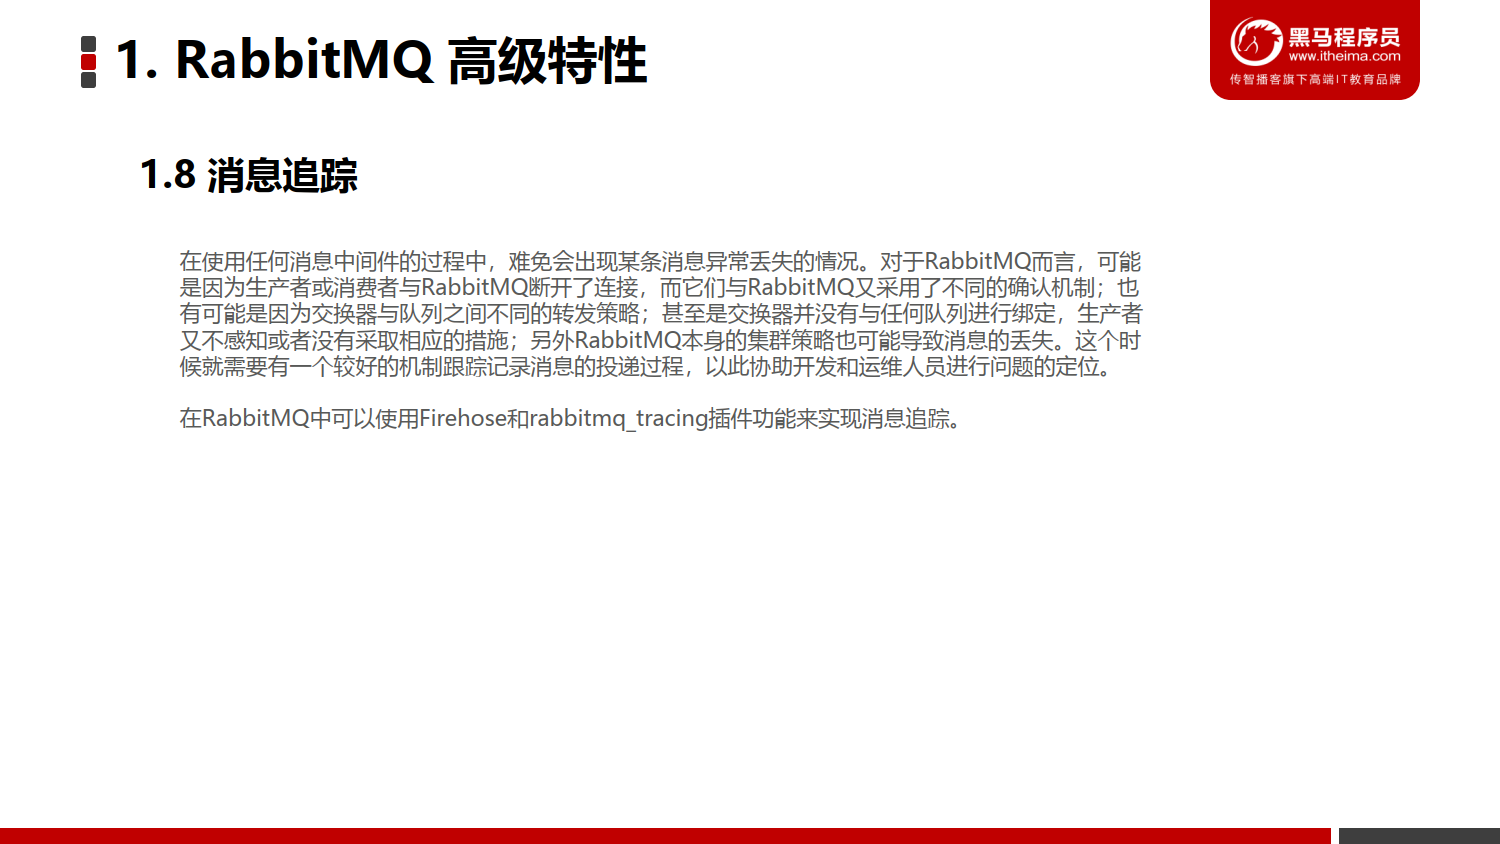 1. RabbitMQ 高级特性
黑马程序员
www.itheima.com
传智播客旗下高端IT教育品牌
1.8 消息追踪
在使用任何消息中间件的过程中，难免会出现某条消息异常丢失的情况。对于RabbitMQ而言，可能
是因为生产者或消费者与RabbitMQ断开了连接，而它们与RabbitMQ又采用了不同的确认机制；也
有可能是因为交换器与队列之间不同的转发策略；甚至是交换器并没有与任何队列进行绑定，生产者
又不感知或者没有采取相应的措施；另外RabbitMQ本身的集群策略也可能导致消息的丢失。这个时
候就需要有一个较好的机制跟踪记录消息的投递过程，以此协助开发和运维人员进行问题的定位。
在RabbitMQ中可以使用Firehose和rabbitmq_tracing插件功能来实现消息追踪。